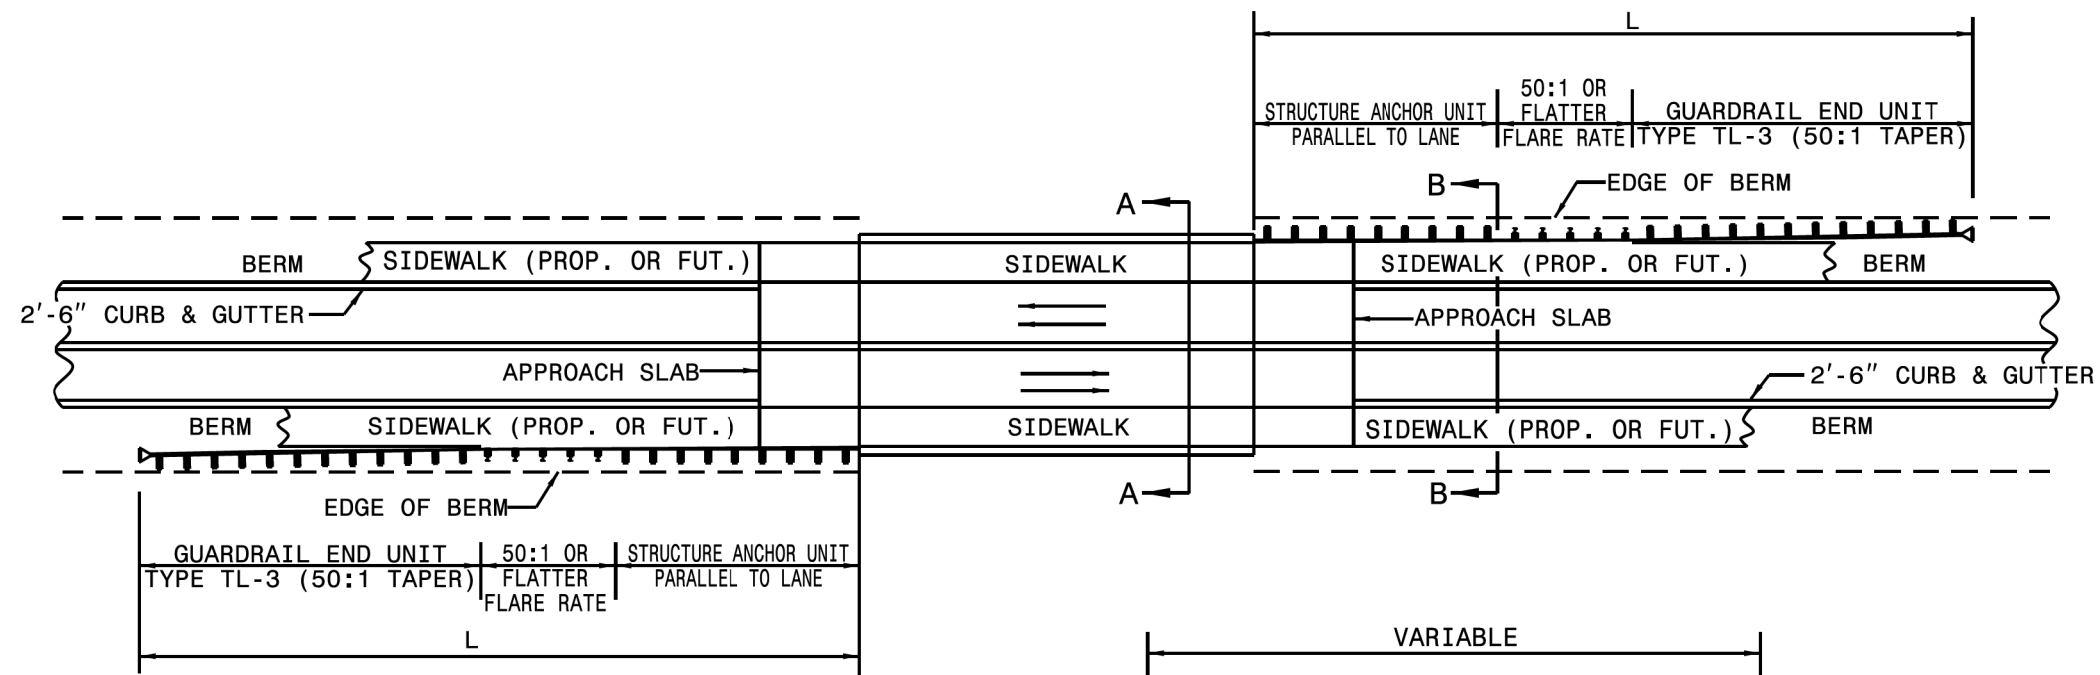 L
50:1 OR
FLATTER
FLARE RATE
STRUCTURE ANCHOR UNIT
PARALLEL TO LANE
GUARDRAIL END UNIT
TYPE TL-3 (50:1 TAPER)
B
EDGE OF BERM
A
BERM
SIDEWALK (PROP. OR FUT.)
SIDEWALK
SIDEWALK (PROP. OR FUT.)
BERM
2'-6" CURB & GUTTER
APPROACH SLAB
APPROACH SLAB
2'-6" CURB & GUTTER
BERM
SIDEWALK (PROP. OR FUT.)
SIDEWALK
SIDEWALK (PROP. OR FUT.)
BERM
A
B
EDGE OF BERM
GUARDRAIL END UNIT
TYPE TL-3 (50:1 TAPER)
50:1 OR
FLATTER
FLARE RATE
STRUCTURE ANCHOR UNIT
PARALLEL TO LANE
L
VARIABLE